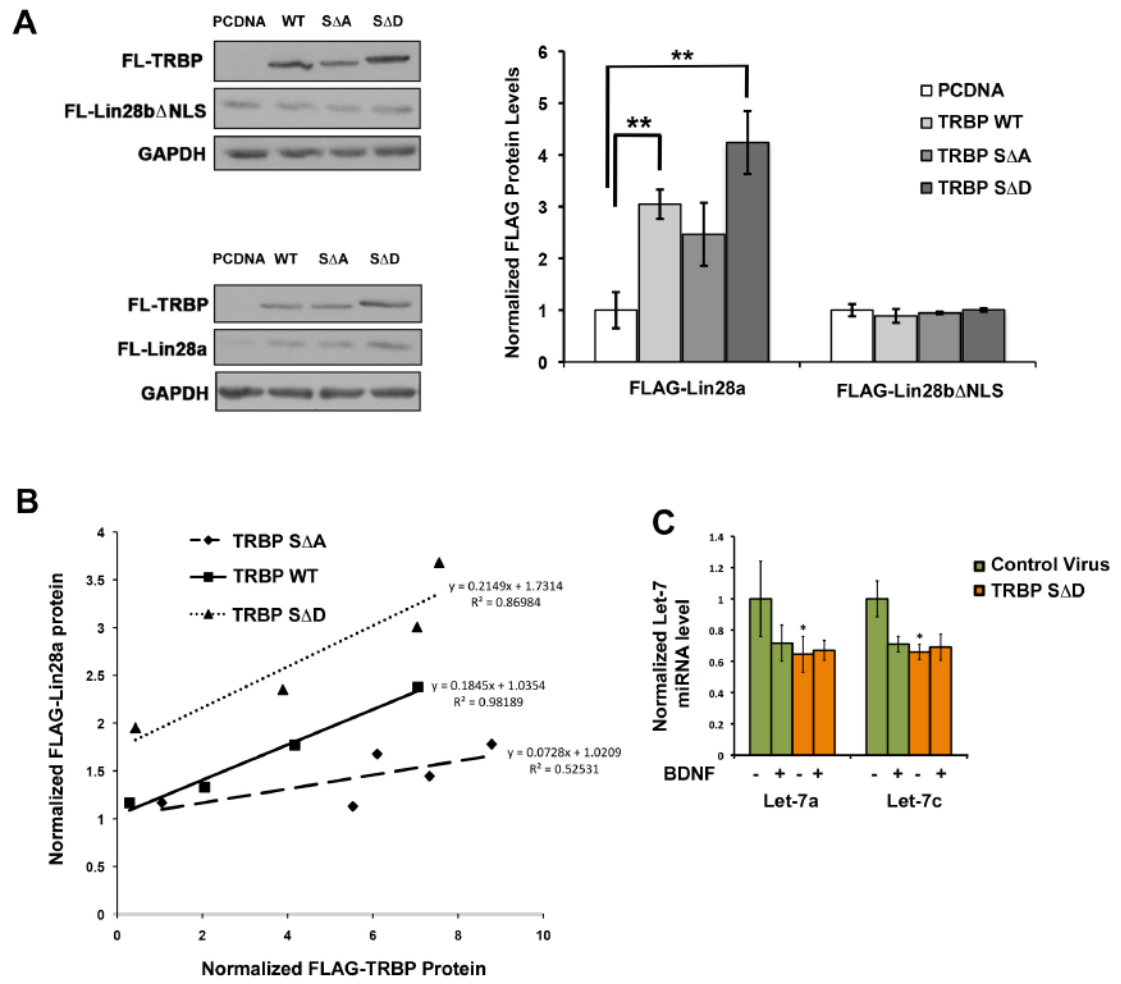 A
PCDNA WT SΔA SΔD
FL-TRBP
FL-Lin28bΔNLS
GAPDH
PCDNA WT SΔA SΔD
FL-TRBP
FL-Lin28a
GAPDH
Normalized FLAG Protein Levels
6
5
4
3
2
1
0
**
**
PCDNA
TRBP WT
TRBP SΔA
TRBP SΔD
FLAG-Lin28a
FLAG-Lin28bΔNLS
B
Normalized FLAG-Lin28a protein
4
3.5
3
2.5
2
1.5
1
0.5
0
TRBP SΔA
TRBP WT
TRBP SΔD
y = 0.2149x + 1.7314
R² = 0.86984
y = 0.1845x + 1.0354
R² = 0.98189
y = 0.0728x + 1.0209
R² = 0.52531
0 2 4 6 8 10
Normalized FLAG-TRBP Protein
C
Normalized Let-7
miRNA level
1.4
1.2
1
0.8
0.6
0.4
0.2
0
*
*
Control Virus
TRBP SΔD
BDNF - + - + - + - +
Let-7a Let-7c